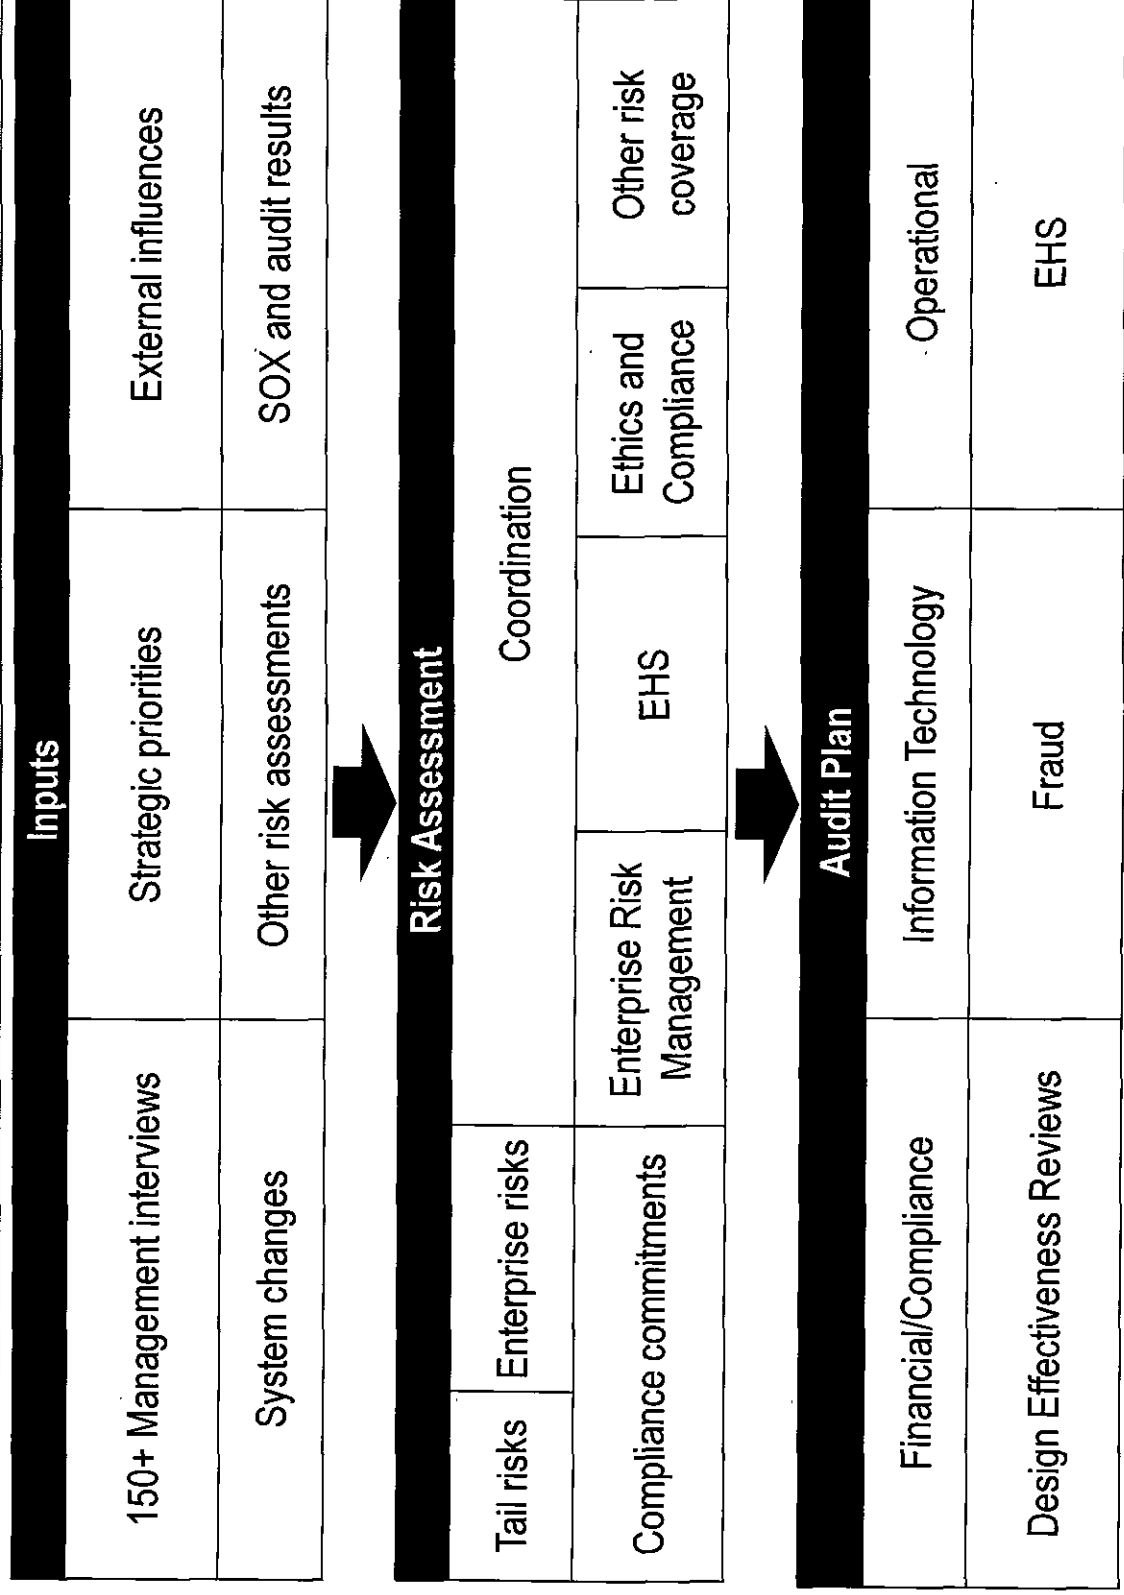 Inputs
150+ Management interviews
Strategic priorities
External influences
System changes
Other risk assessments
SOX and audit results
Risk Assessment
Tail risks
Enterprise risks
Coordination
Compliance commitments
Enterprise Risk
Management
EHS
Ethics and
Compliance
Other risk
coverage
Audit Plan
Financial/Compliance
Information Technology
Operational
Design Effectiveness Reviews
Fraud
EHS